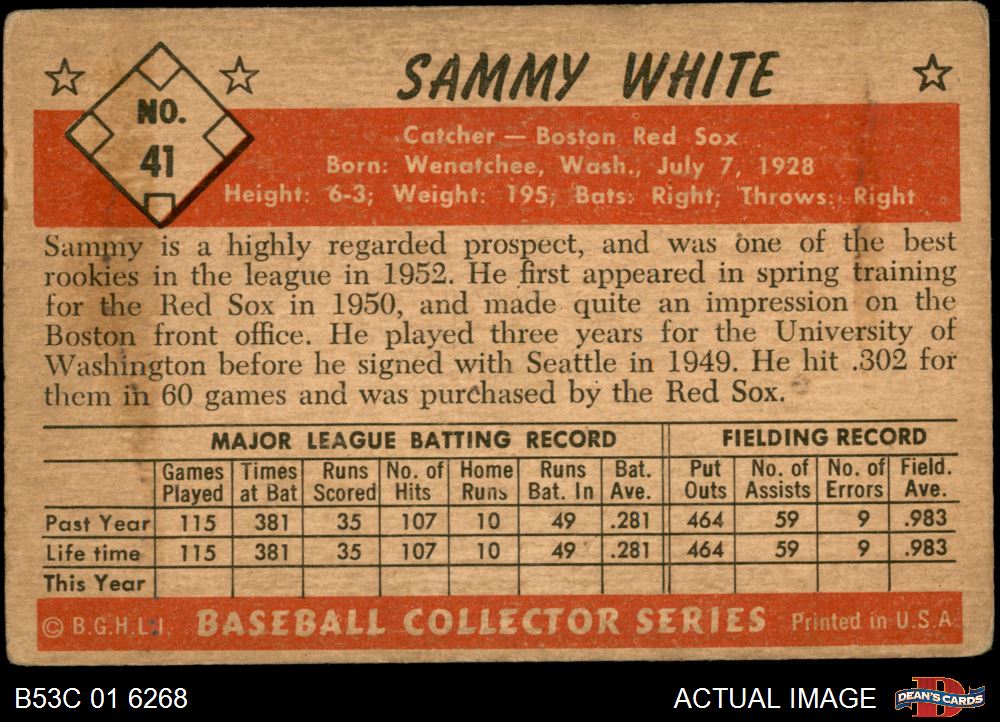 SAMMY WHITE
NO.
41
Catcher — Boston Red Sox
Born: Wenatchee, Wash., July 7, 1928
Height: 6-3; Weight: 195; Bats: Right; Throws: Right
Sammy is a highly regarded prospect, and was one of the best
rookies in the league in 1952. He first appeared in spring training
for the Red Sox in 1950, and made quite an impression on the
Boston front office. He played three years for the University of
Washington before he signed with Seattle in 1949. He hit .302 for
them in 60 games and was purchased by the Red Sox.
MAJOR LEAGUE BATTING RECORD FIELDING RECORD
Games Times Runs No. of Home Runs Bat. Put No. of No. of Field.
Played at Bat Scored Hits Runs Bat. In Ave. Outs Assists Errors Ave.
Past Year 115 381 35 107 10 49 .281 464 59 9 .983
Life time 115 381 35 107 10 49 .281 464 59 9 .983
This Year
© B.G.H.L.I. BASEBALL COLLECTOR SERIES Printed in U.S.A.
B53C 01 6268 ACTUAL IMAGE DEAN'S CARDS